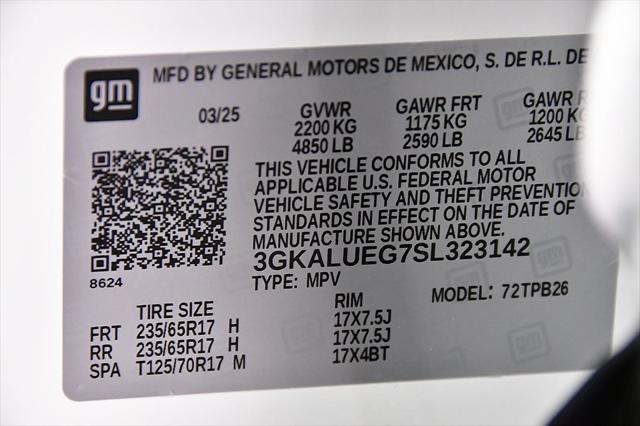 gm
MFD BY GENERAL MOTORS DE MEXICO, S. DE R.L. DE
03/25 GVWR GAWR FRT GAWR
2200 KG 1175 KG 1200 KG
4850 LB 2590 LB 2645 LB
THIS VEHICLE CONFORMS TO ALL
APPLICABLE U.S. FEDERAL MOTOR
VEHICLE SAFETY AND THEFT PREVENTION
STANDARDS IN EFFECT ON THE DATE OF
MANUFACTURE SHOWN ABOVE.
3GKALUEG7SL323142
8624
TYPE: MPV MODEL: 72TPB26
TIRE SIZE RIM
FRT 235/65R17 H 17X7.5J
RR 235/65R17 H 17X7.5J
SPA T125/70R17 M 17X4BT